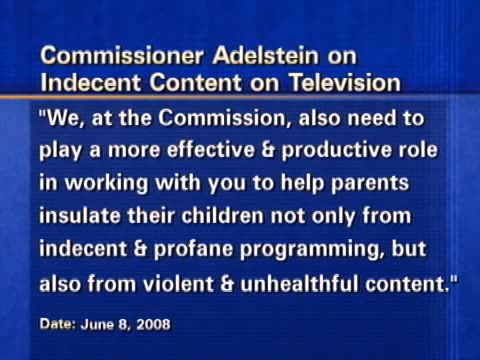 Commissioner Adelstein on
Indecent Content on Television
"We, at the Commission, also need to
play a more effective & productive role
in working with you to help parents
insulate their children not only from
indecent & profane programming, but
also from violent & unhealthful content."
Date: June 8, 2008